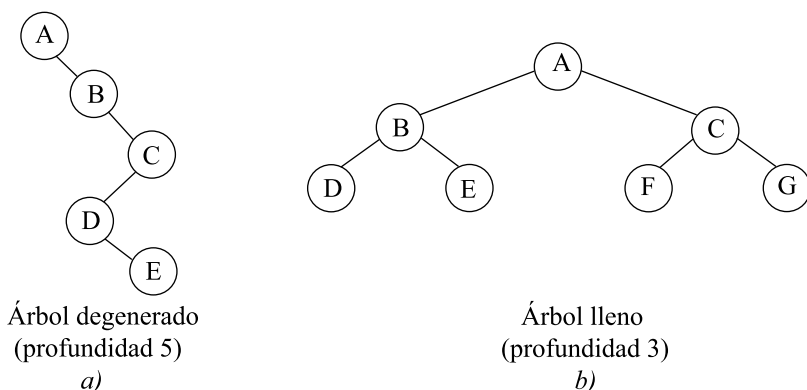 A
B
C
D
E
Árbol degenerado
(profundidad 5)
a)
A
B
C
D
E
F
G
Árbol lleno
(profundidad 3)
b)